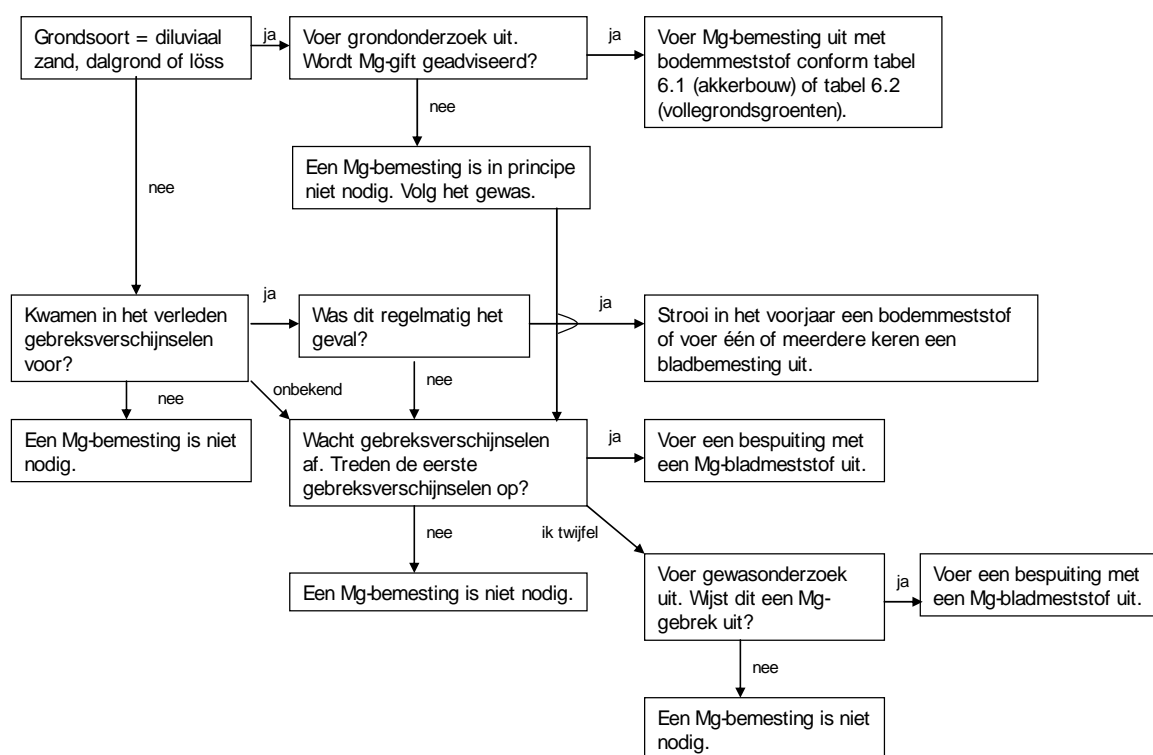 Grondsoort = diluviaal
zand, dalgrond of löss
ja
Voer grondonderzoek uit.
Wordt Mg-gift geadviseerd?
ja
Voer Mg-bemesting uit met
bodemmeststof conform tabel
6.1 (akkerbouw) of tabel 6.2
(vollegrondsgroenten).
nee
Een Mg-bemesting is in principe
niet nodig. Volg het gewas.
nee
Kwamen in het verleden
gebreksverschijnselen
voor?
ja
Was dit regelmatig het
geval?
ja
Strooi in het voorjaar een bodemmeststof
of voer één of meerdere keren een
bladbemesting uit.
nee
onbekend
nee
Een Mg-bemesting is niet
nodig.
Wacht gebreksverschijnselen
af. Treden de eerste
gebreksverschijnselen op?
ja
Voer een bespuiting met
een Mg-bladmeststof uit.
nee
ik twijfel
Een Mg-bemesting is niet nodig.
Voer gewasonderzoek
uit. Wijst dit een Mg-
gebrek uit?
ja
Voer een bespuiting met
een Mg-bladmeststof uit.
nee
Een Mg-bemesting is niet
nodig.